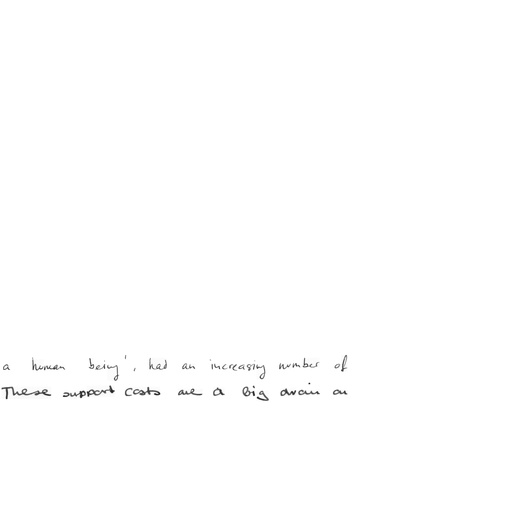 a human being', had an increasing number of
These support costs are a big drain on